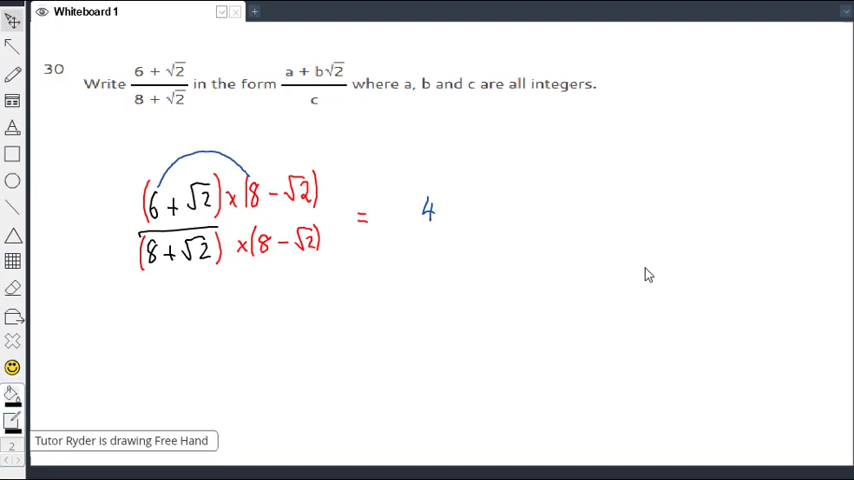 Whiteboard 1
30
Write (6 + √2)/(8 + √2) in the form (a + b√2)/c where a, b and c are all integers.
(6 + √2) × (8 - √2)
= 4
(8 + √2) × (8 - √2)
Tutor Ryder is drawing Free Hand
2